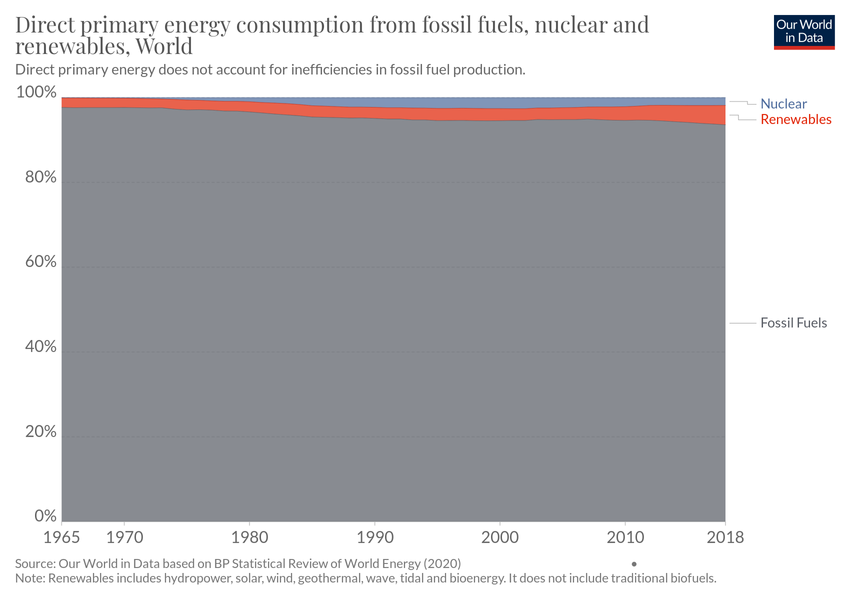 Direct primary energy consumption from fossil fuels, nuclear and
renewables, World
Our World
in Data
Direct primary energy does not account for inefficiencies in fossil fuel production.
100%
80%
60%
40%
20%
0%
Nuclear
Renewables
Fossil Fuels
1965 1970 1980 1990 2000 2010 2018
Source: Our World in Data based on BP Statistical Review of World Energy (2020)
Note: Renewables includes hydropower, solar, wind, geothermal, wave, tidal and bioenergy. It does not include traditional biofuels.